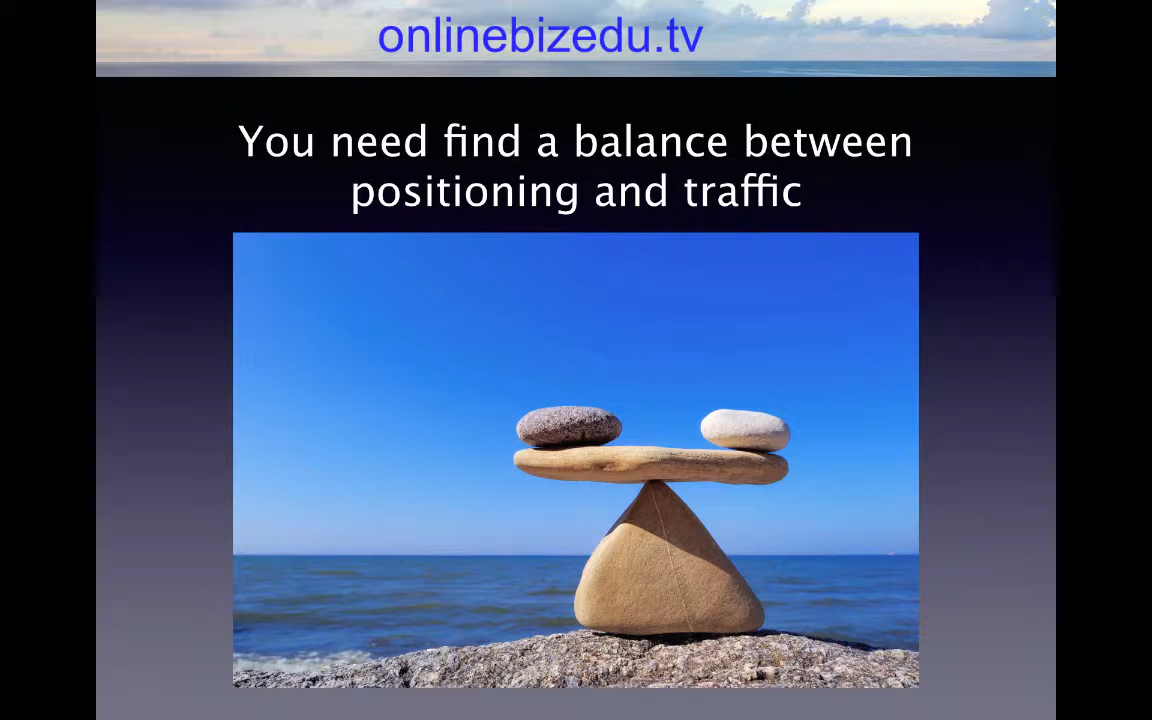 onlinebizedu.tv
You need find a balance between
positioning and traffic